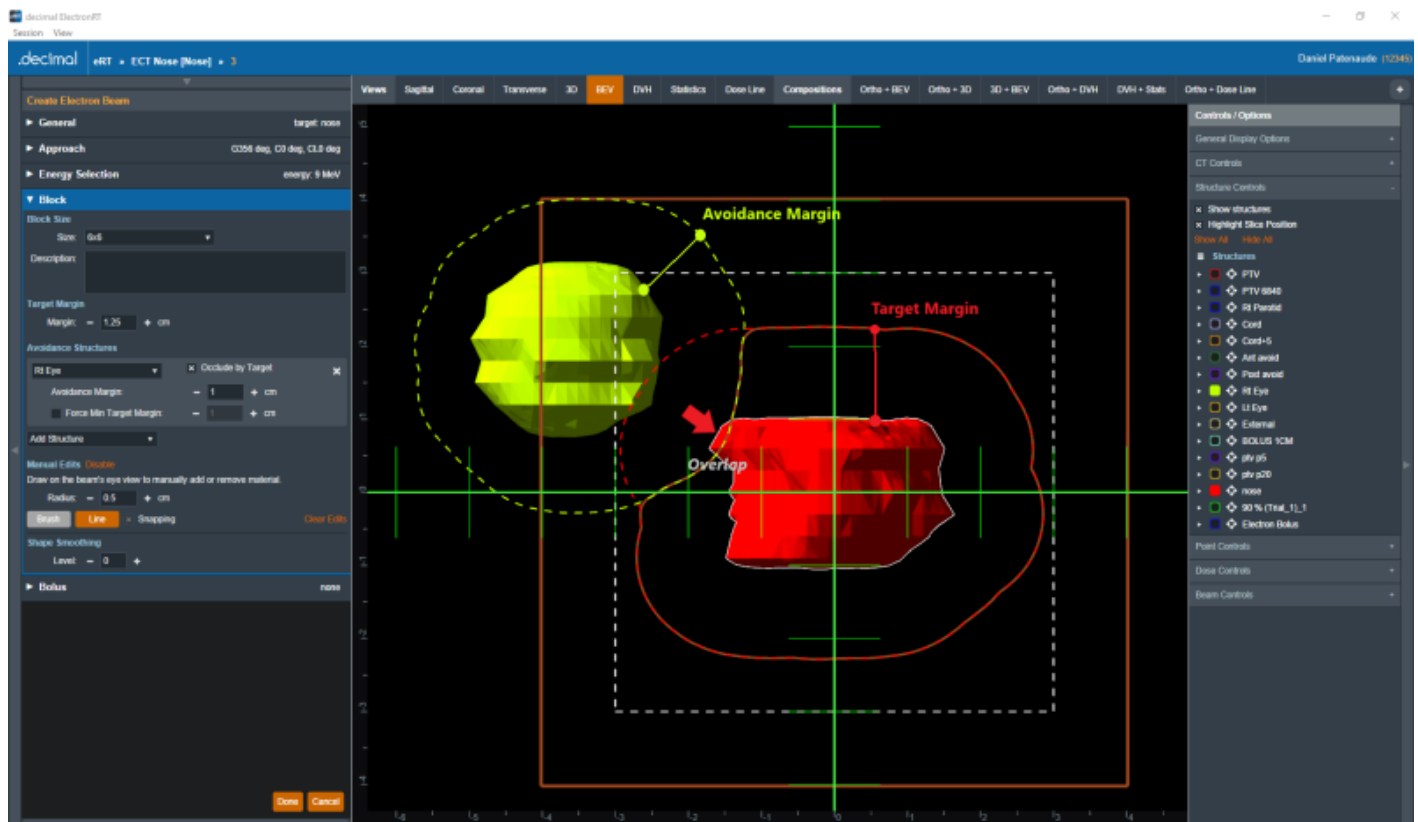 decimal ElectronRT
Session View
.decimal eRT » ECT Nose [Nose] » 3
Daniel Patenaude (12345)
Create Electron Beam
General target: nose
Approach G356 deg, C0 deg, CL0 deg
Energy Selection energy: 9 MeV
Block
Block Size
Size: 6x6
Description:
Target Margin
Margin: − 1.25 + cm
Avoidance Structures
Rt Eye Occlude by Target
Avoidance Margin: − 1 + cm
Force Min Target Margin: − 1 + cm
Add Structure
Manual Edits Disable
Draw on the beam's eye view to manually add or remove material.
Radius: − 0.5 + cm
Brush Line Snapping Clear Edits
Shape Smoothing
Level: − 0 +
Bolus none
Done Cancel
Views Sagittal Coronal Transverse 3D BEV DVH Statistics Dose Line Compositions Ortho + BEV Ortho + 3D 3D + BEV Ortho + DVH DVH + Stats Ortho + Dose Line
Avoidance Margin
Target Margin
Overlap
Controls / Options
General Display Options
CT Controls
Structure Controls
Show structures
Highlight Slice Position
Show All Hide All
Structures
PTV
PTV 6840
Rt Parotid
Cord
Cord+5
Ant avoid
Post avoid
Rt Eye
Lt Eye
External
BOLUS 1CM
ptv p5
ptv p20
nose
90 % (Trial_1)_1
Electron Bolus
Point Controls
Dose Controls
Beam Controls